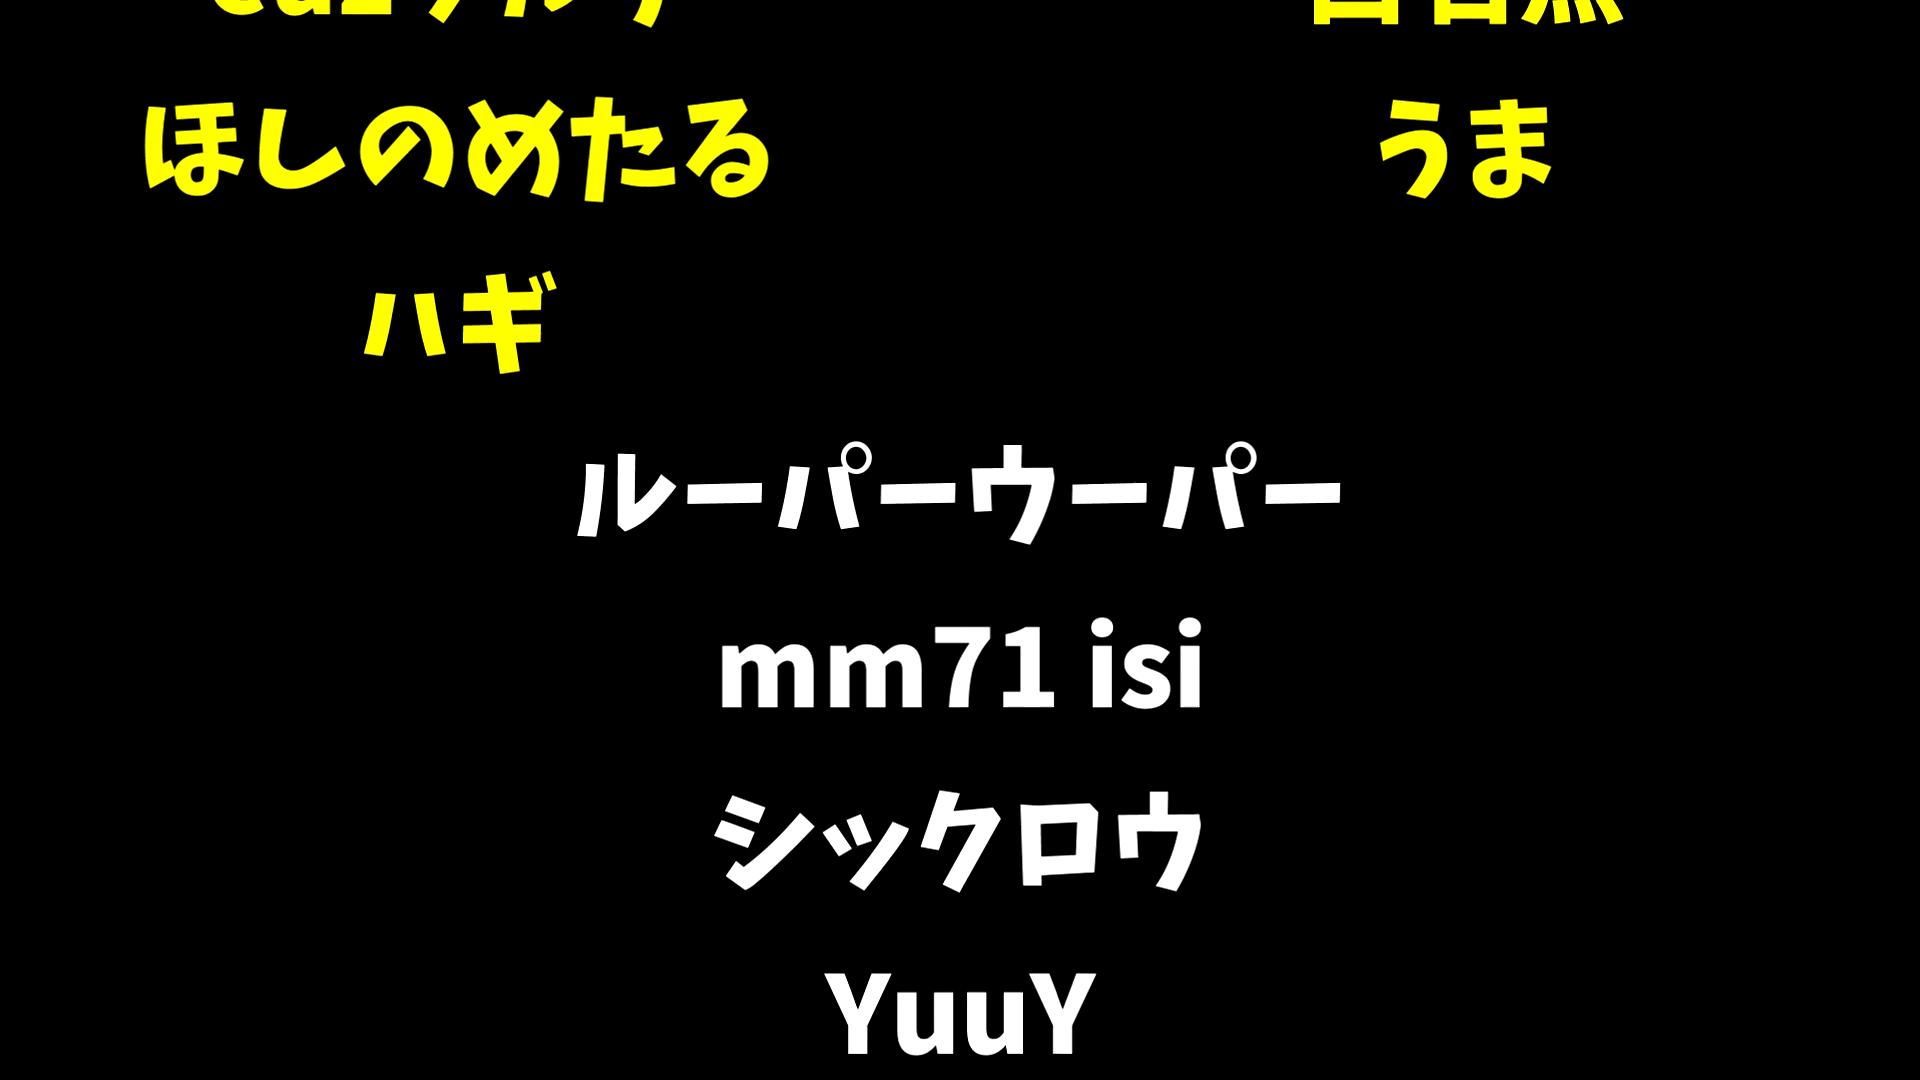 ほしのめたる うま
ハギ
ルーパーウーパー
mm71 isi
シックロウ
YuuY